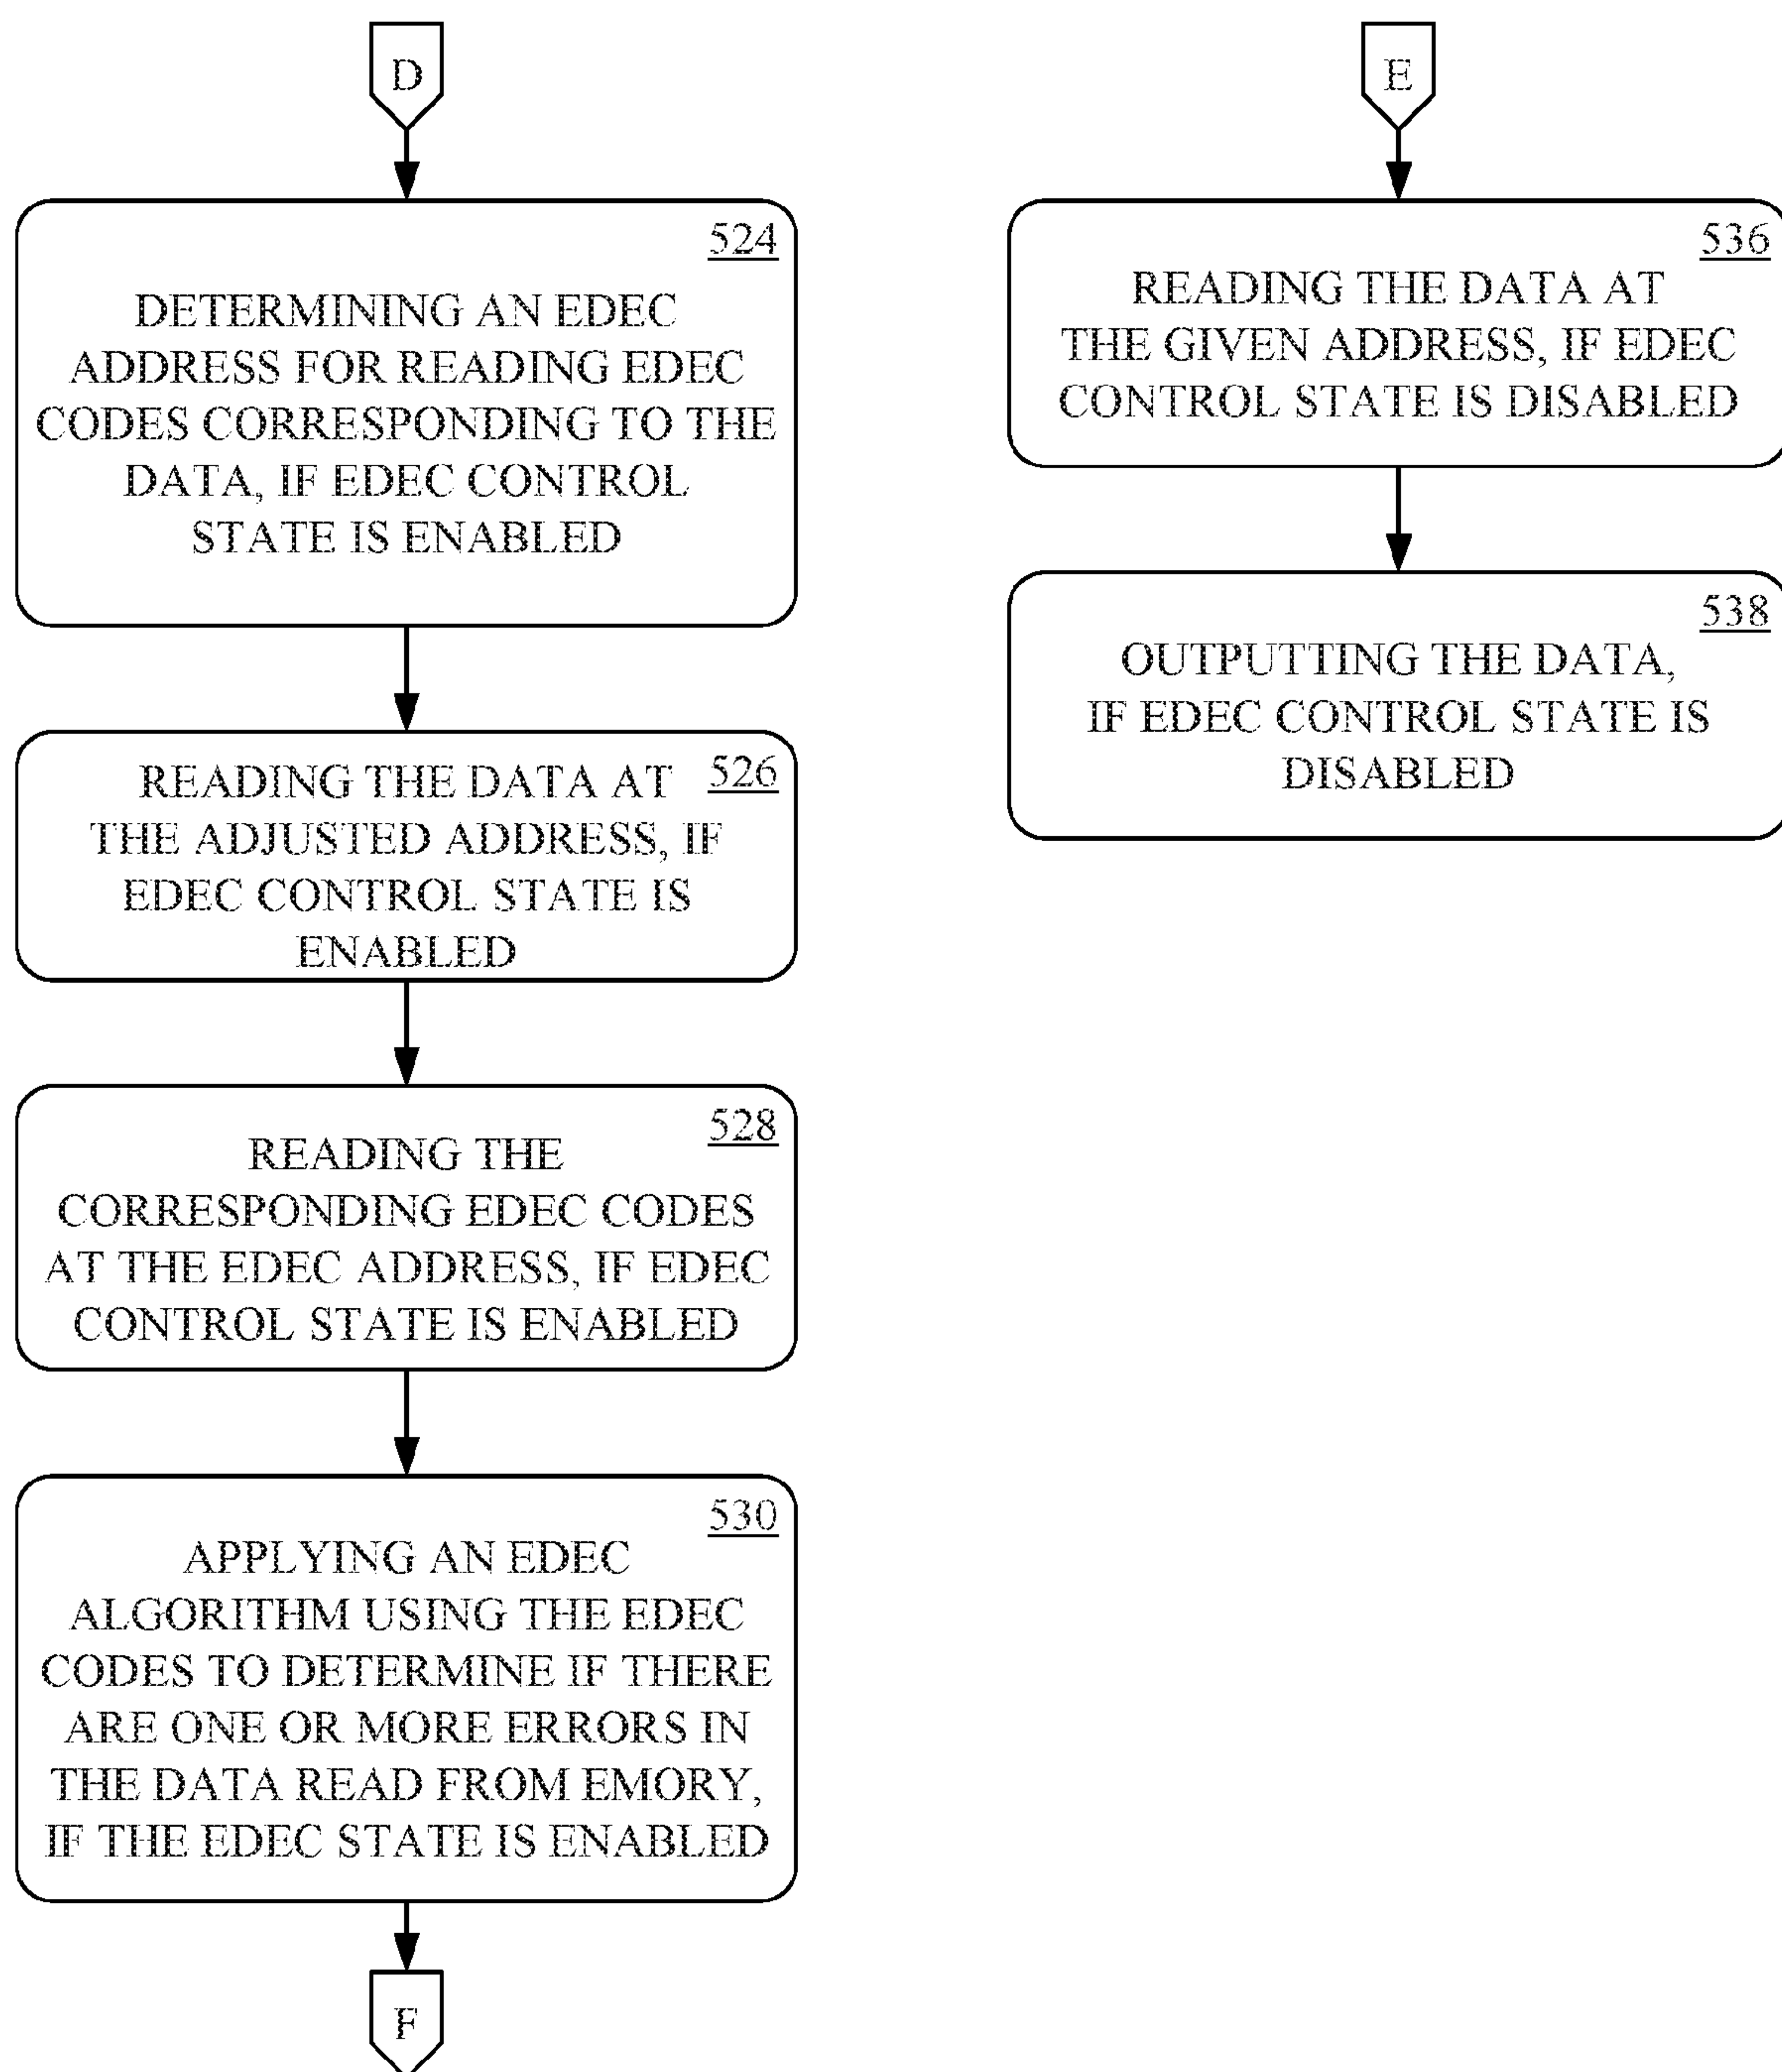 D
524
DETERMINING AN EDEC
ADDRESS FOR READING EDEC
CODES CORRESPONDING TO THE
DATA, IF EDEC CONTROL
STATE IS ENABLED
526
READING THE DATA AT
THE ADJUSTED ADDRESS, IF
EDEC CONTROL STATE IS
ENABLED
528
READING THE
CORRESPONDING EDEC CODES
AT THE EDEC ADDRESS, IF EDEC
CONTROL STATE IS ENABLED
530
APPLYING AN EDEC
ALGORITHM USING THE EDEC
CODES TO DETERMINE IF THERE
ARE ONE OR MORE ERRORS IN
THE DATA READ FROM EMORY,
IF THE EDEC STATE IS ENABLED
F
E
536
READING THE DATA AT
THE GIVEN ADDRESS, IF EDEC
CONTROL STATE IS DISABLED
538
OUTPUTTING THE DATA,
IF EDEC CONTROL STATE IS
DISABLED